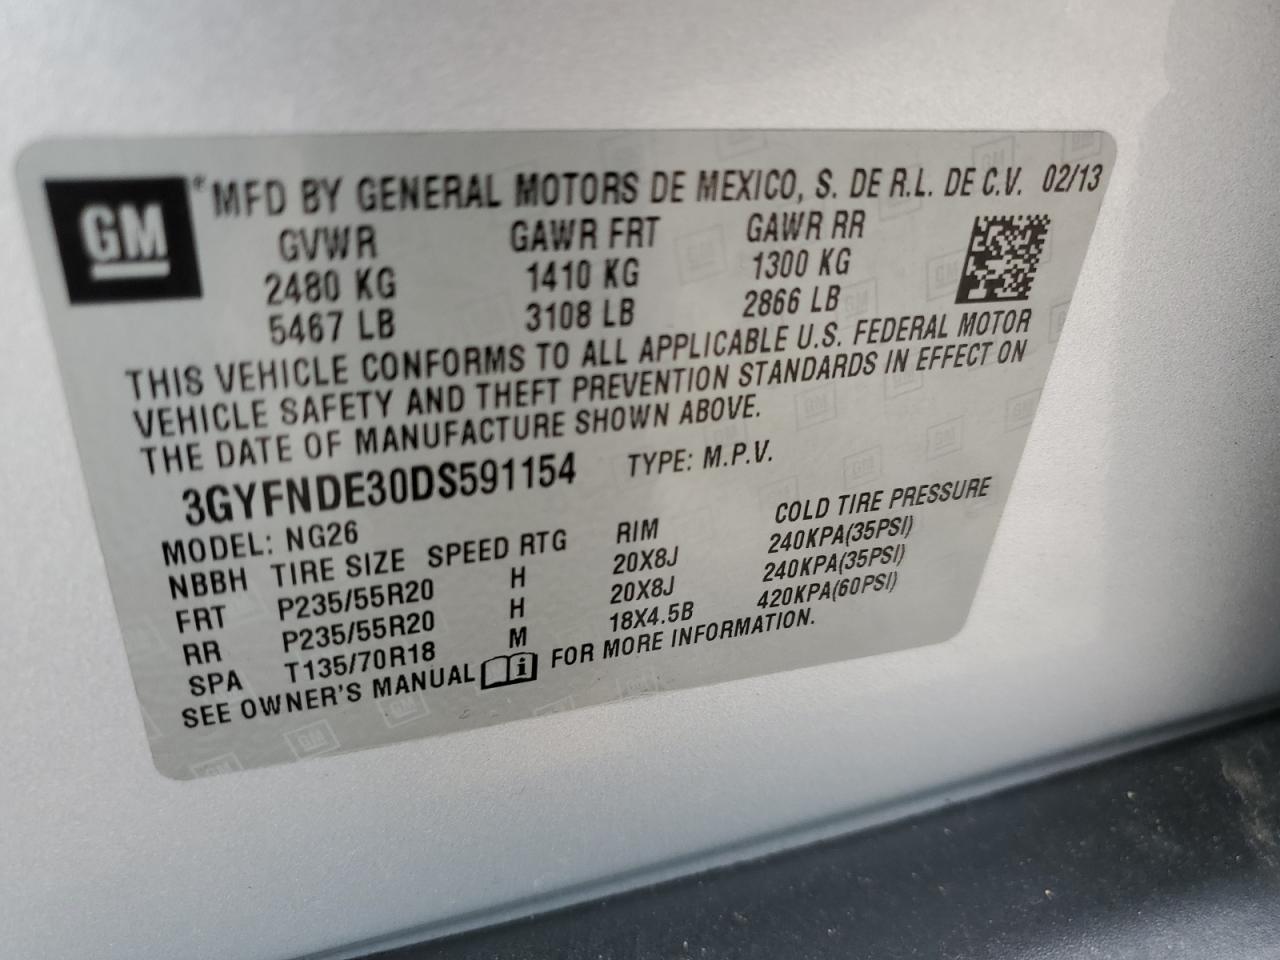 GM ® MFD BY GENERAL MOTORS DE MEXICO, S. DE R.L. DE C.V. 02/13
GVWR GAWR FRT GAWR RR
2480 KG 1410 KG 1300 KG
5467 LB 3108 LB 2866 LB
THIS VEHICLE CONFORMS TO ALL APPLICABLE U.S. FEDERAL MOTOR
VEHICLE SAFETY AND THEFT PREVENTION STANDARDS IN EFFECT ON
THE DATE OF MANUFACTURE SHOWN ABOVE.
3GYFNDE30DS591154 TYPE: M.P.V.
MODEL: NG26
NBBH TIRE SIZE SPEED RTG RIM COLD TIRE PRESSURE
FRT P235/55R20 H 20X8J 240KPA(35PSI)
RR P235/55R20 H 20X8J 240KPA(35PSI)
SPA T135/70R18 M 18X4.5B 420KPA(60PSI)
SEE OWNER'S MANUAL i FOR MORE INFORMATION.